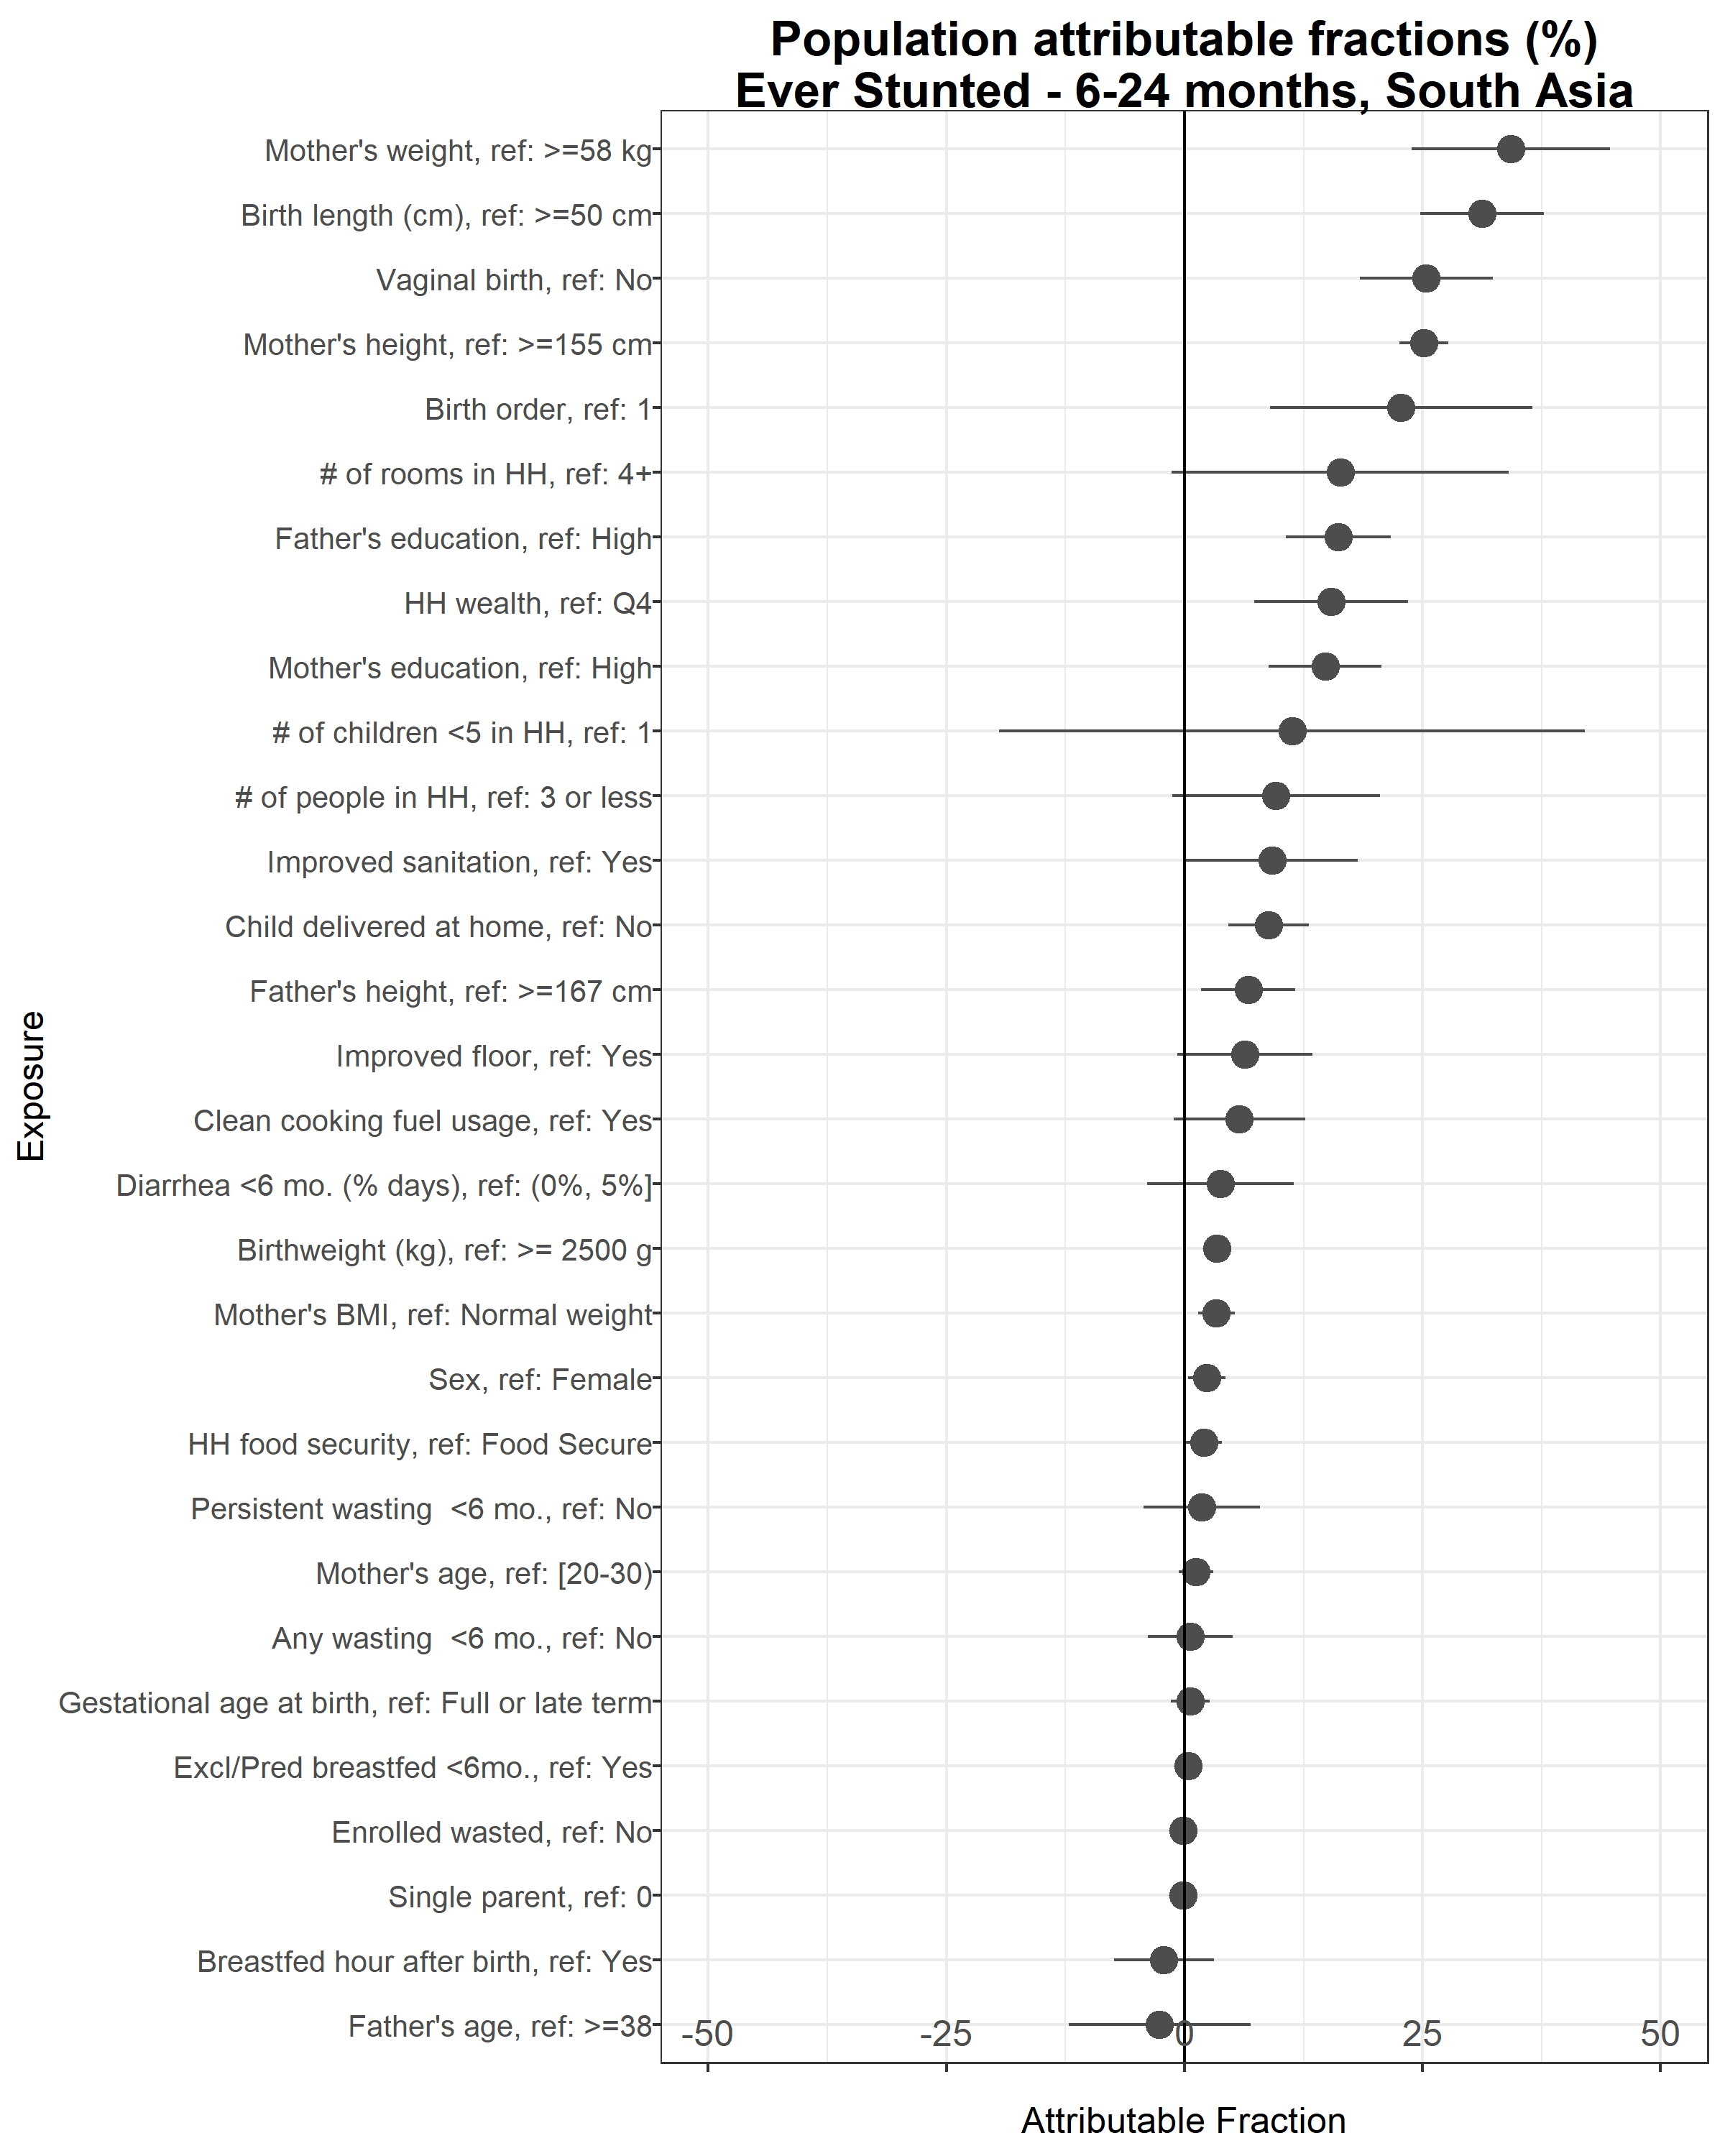 Population attributable fractions (%)
Ever Stunted - 6-24 months, South Asia
Mother's weight, ref: >=58 kg
Birth length (cm), ref: >=50 cm
Vaginal birth, ref: No
Mother's height, ref: >=155 cm
Birth order, ref: 1
# of rooms in HH, ref: 4+
Father's education, ref: High
HH wealth, ref: Q4
Mother's education, ref: High
# of children <5 in HH, ref: 1
# of people in HH, ref: 3 or less
Improved sanitation, ref: Yes
Child delivered at home, ref: No
Father's height, ref: >=167 cm
Improved floor, ref: Yes
Clean cooking fuel usage, ref: Yes
Diarrhea <6 mo. (% days), ref: (0%, 5%]
Birthweight (kg), ref: >= 2500 g
Mother's BMI, ref: Normal weight
Sex, ref: Female
HH food security, ref: Food Secure
Persistent wasting  <6 mo., ref: No
Mother's age, ref: [20-30)
Any wasting  <6 mo., ref: No
Gestational age at birth, ref: Full or late term
Excl/Pred breastfed <6mo., ref: Yes
Enrolled wasted, ref: No
Single parent, ref: 0
Breastfed hour after birth, ref: Yes
Father's age, ref: >=38
Exposure
-50 -25 0 25 50
Attributable Fraction